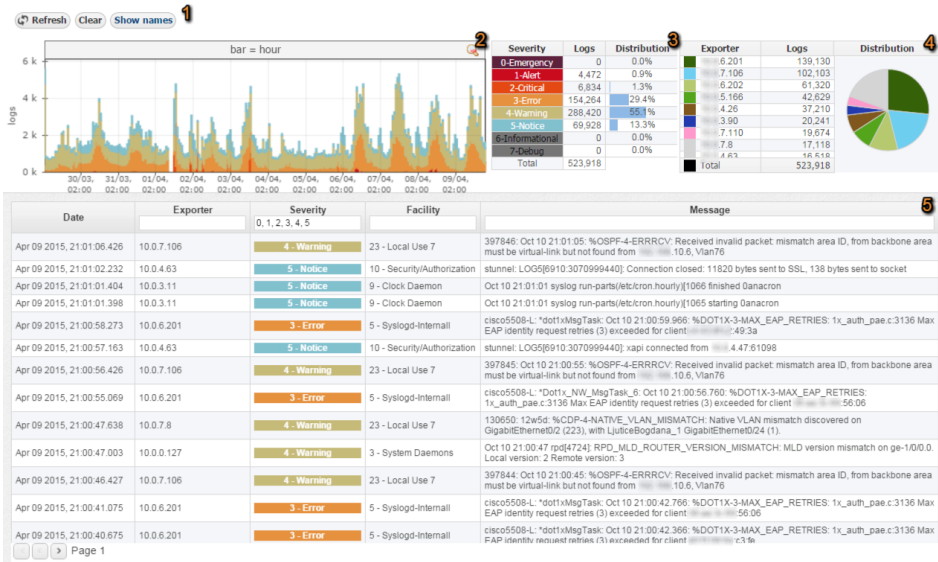 Refresh Clear Show names 1
bar = hour 2
6 k
4 k
2 k
0 k
logs
30/03, 02:00 31/03, 02:00 01/04, 02:00 02/04, 02:00 03/04, 02:00 04/04, 02:00 05/04, 02:00 06/04, 02:00 07/04, 02:00 08/04, 02:00 09/04, 02:00
Severity Logs Distribution 3
0-Emergency 0 0.0%
1-Alert 4,472 0.9%
2-Critical 6,834 1.3%
3-Error 154,264 29.4%
4-Warning 288,420 55.1%
5-Notice 69,928 13.3%
6-Informational 0 0.0%
7-Debug 0 0.0%
Total 523,918
Exporter Logs Distribution 4
.6.201 139,130
.7.106 102,103
.6.202 61,320
.5.166 42,629
.4.26 37,210
.3.90 20,241
.7.110 19,674
.7.8 17,118
.4.63 16,518
Total 523,918
5
Date Exporter Severity Facility Message
0, 1, 2, 3, 4, 5
Apr 09 2015, 21:01:06.426 10.0.7.106 4 - Warning 23 - Local Use 7 397846: Oct 10 21:01:05: %OSPF-4-ERRRCV: Received invalid packet: mismatch area ID, from backbone area
must be virtual-link but not found from .10.6, Vlan76
Apr 09 2015, 21:01:02.232 10.0.4.63 5 - Notice 10 - Security/Authorization stunnel: LOG5[6910:3070999440]: Connection closed: 11820 bytes sent to SSL, 138 bytes sent to socket
Apr 09 2015, 21:01:01.404 10.0.3.11 5 - Notice 9 - Clock Daemon Oct 10 21:01:01 syslog run-parts(/etc/cron.hourly)[1066 finished 0anacron
Apr 09 2015, 21:01:01.398 10.0.3.11 5 - Notice 9 - Clock Daemon Oct 10 21:01:01 syslog run-parts(/etc/cron.hourly)[1065 starting 0anacron
Apr 09 2015, 21:00:58.273 10.0.6.201 3 - Error 5 - Syslogd-Internall cisco5508-L: *dot1xMsgTask: Oct 10 21:00:59.966: %DOT1X-3-MAX_EAP_RETRIES: 1x_auth_pae.c:3136 Max
EAP identity request retries (3) exceeded for client :49:3a
Apr 09 2015, 21:00:57.163 10.0.4.63 5 - Notice 10 - Security/Authorization stunnel: LOG5[6910:3070999440]: xapi connected from .4.47:61098
Apr 09 2015, 21:00:56.426 10.0.7.106 4 - Warning 23 - Local Use 7 397845: Oct 10 21:00:55: %OSPF-4-ERRRCV: Received invalid packet: mismatch area ID, from backbone area
must be virtual-link but not found from .10.6, Vlan76
Apr 09 2015, 21:00:55.069 10.0.6.201 3 - Error 5 - Syslogd-Internall cisco5508-L: *Dot1x_NW_MsgTask_6: Oct 10 21:00:56.760: %DOT1X-3-MAX_EAP_RETRIES:
1x_auth_pae.c:3136 Max EAP identity request retries (3) exceeded for client :56:06
Apr 09 2015, 21:00:47.638 10.0.7.8 4 - Warning 23 - Local Use 7 130650: 12w5d: %CDP-4-NATIVE_VLAN_MISMATCH: Native VLAN mismatch discovered on
GigabitEthernet0/2 (223), with LjuticeBogdana_1 GigabitEthernet0/24 (1).
Apr 09 2015, 21:00:47.003 10.0.0.127 4 - Warning 3 - System Daemons Oct 10 21:00:47 rpd[4724]: RPD_MLD_ROUTER_VERSION_MISMATCH: MLD version mismatch on ge-1/0/0.0.
Local version: 2 Remote version: 3
Apr 09 2015, 21:00:46.427 10.0.7.106 4 - Warning 23 - Local Use 7 397844: Oct 10 21:00:45: %OSPF-4-ERRRCV: Received invalid packet: mismatch area ID, from backbone area
must be virtual-link but not found from .10.6, Vlan76
Apr 09 2015, 21:00:41.075 10.0.6.201 3 - Error 5 - Syslogd-Internall cisco5508-L: *dot1xMsgTask: Oct 10 21:00:42.766: %DOT1X-3-MAX_EAP_RETRIES: 1x_auth_pae.c:3136 Max
EAP identity request retries (3) exceeded for client :56:06
Apr 09 2015, 21:00:40.675 10.0.6.201 3 - Error 5 - Syslogd-Internall cisco5508-L: *dot1xMsgTask: Oct 10 21:00:42.366: %DOT1X-3-MAX_EAP_RETRIES: 1x_auth_pae.c:3136 Max
EAP identity request retries (3) exceeded for client :c3:fe
Page 1